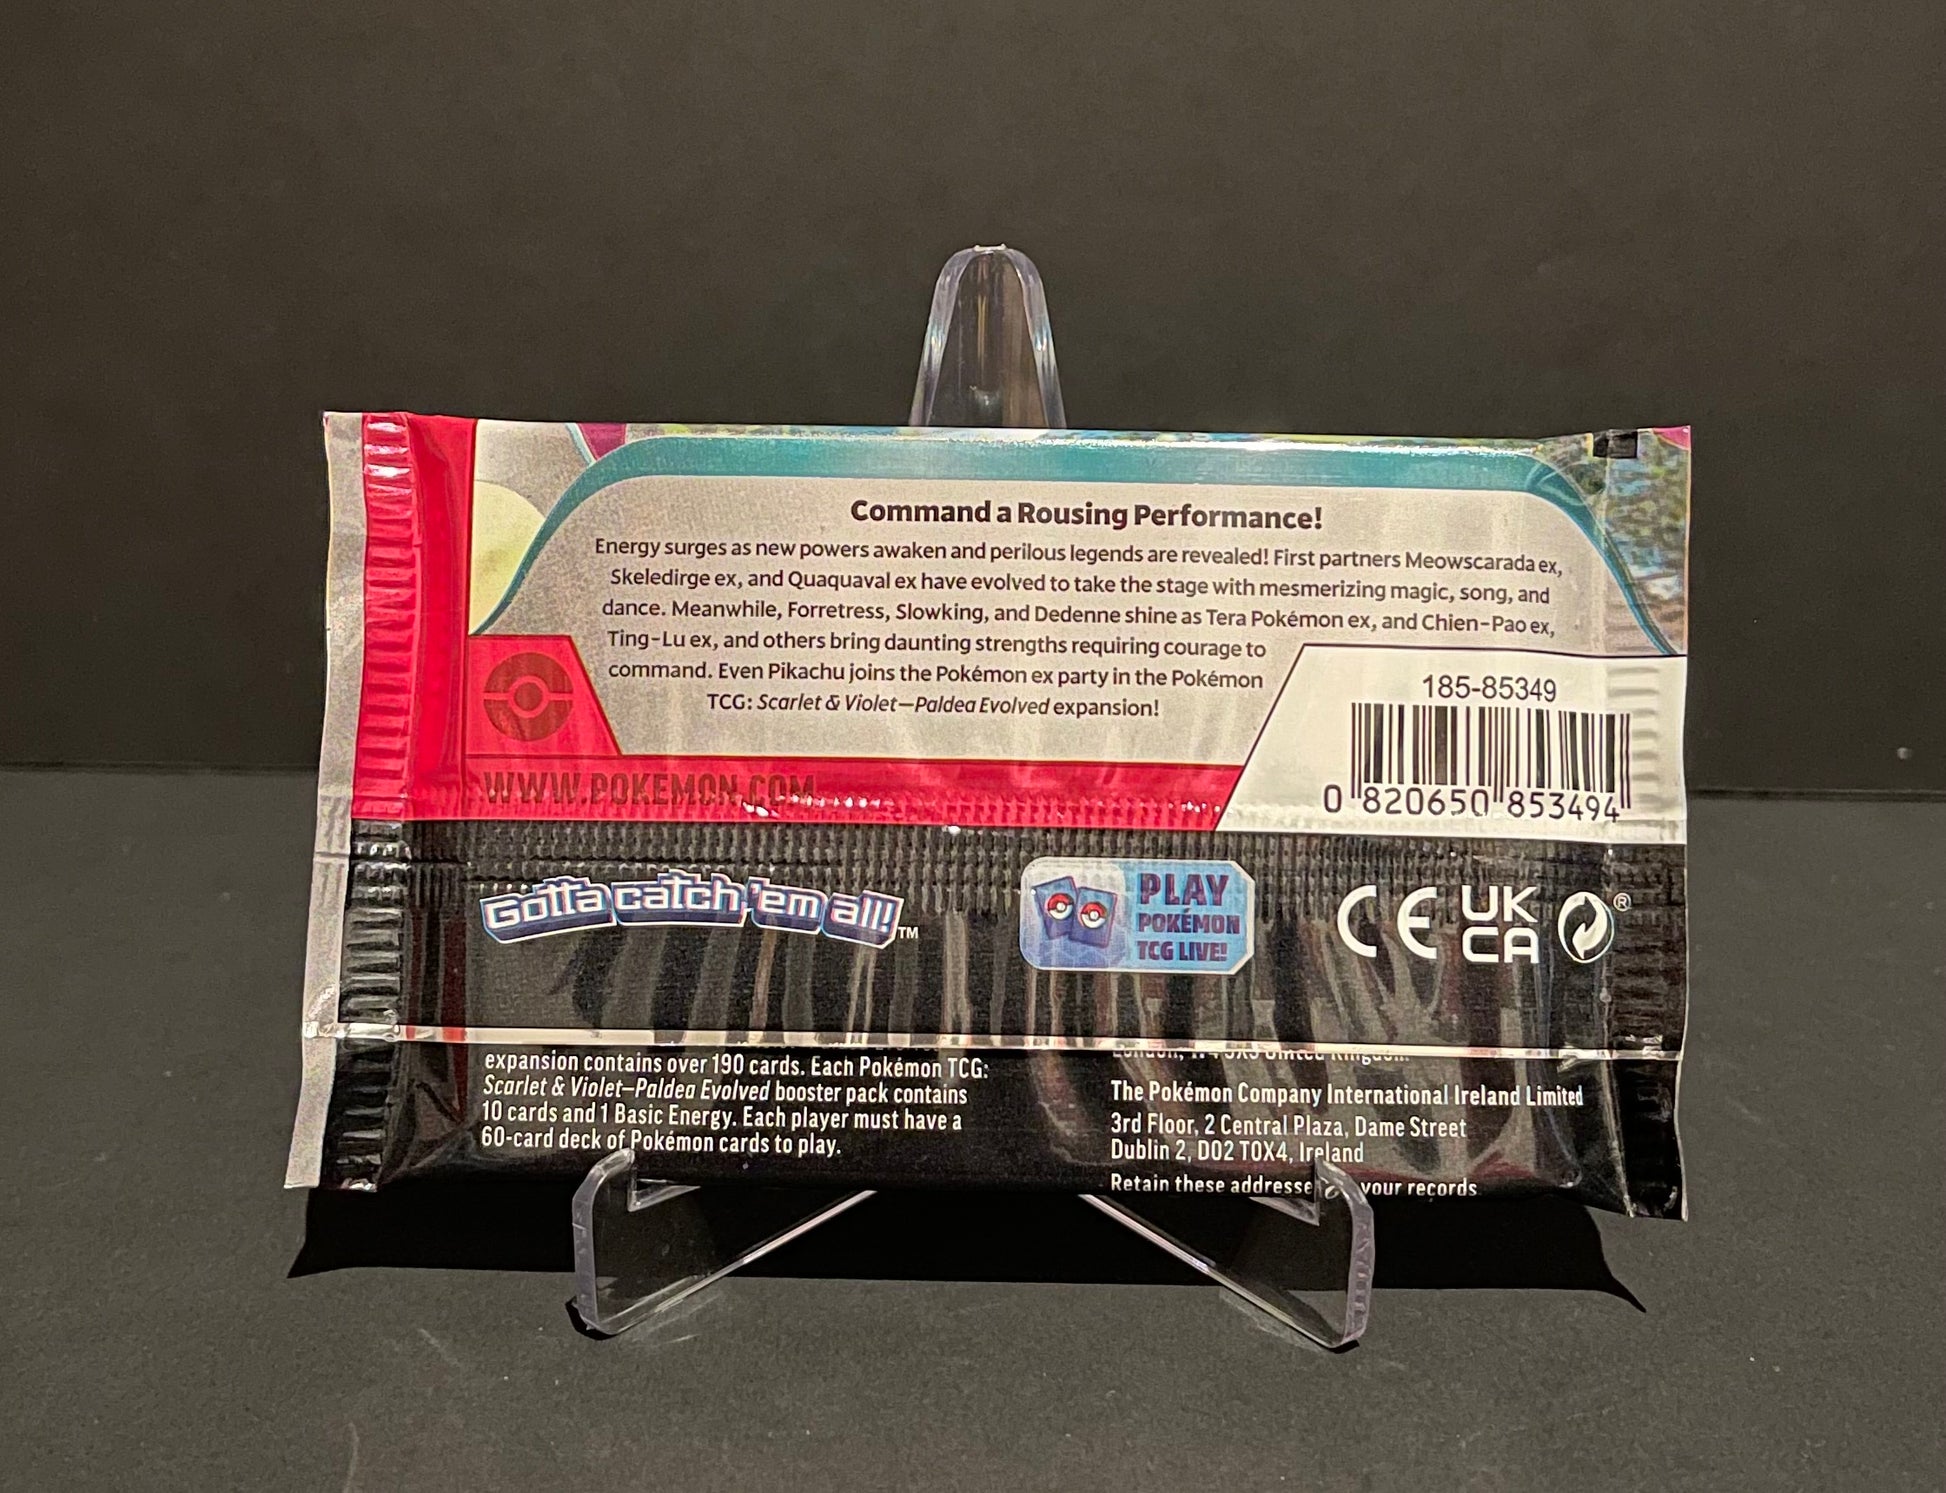 Command a Rousing Performance!
Energy surges as new powers awaken and perilous legends are revealed! First partners Meowscarada ex,
Skeledirge ex, and Quaquaval ex have evolved to take the stage with mesmerizing magic, song, and
dance. Meanwhile, Forretress, Slowking, and Dedenne shine as Tera Pokémon ex, and Chien-Pao ex,
Ting-Lu ex, and others bring daunting strengths requiring courage to
command. Even Pikachu joins the Pokémon ex party in the Pokémon
TCG: Scarlet & Violet—Paldea Evolved expansion!
185-85349
0 820650 853494
WWW.POKEMON.COM
Gotta catch 'em all!™
PLAY
POKÉMON
TCG LIVE!
CE
UK
CA
®
expansion contains over 190 cards. Each Pokémon TCG:
Scarlet & Violet—Paldea Evolved booster pack contains
10 cards and 1 Basic Energy. Each player must have a
60-card deck of Pokémon cards to play.
London, United Kingdom.
The Pokémon Company International Ireland Limited
3rd Floor, 2 Central Plaza, Dame Street
Dublin 2, D02 T0X4, Ireland
Retain these addresse your records